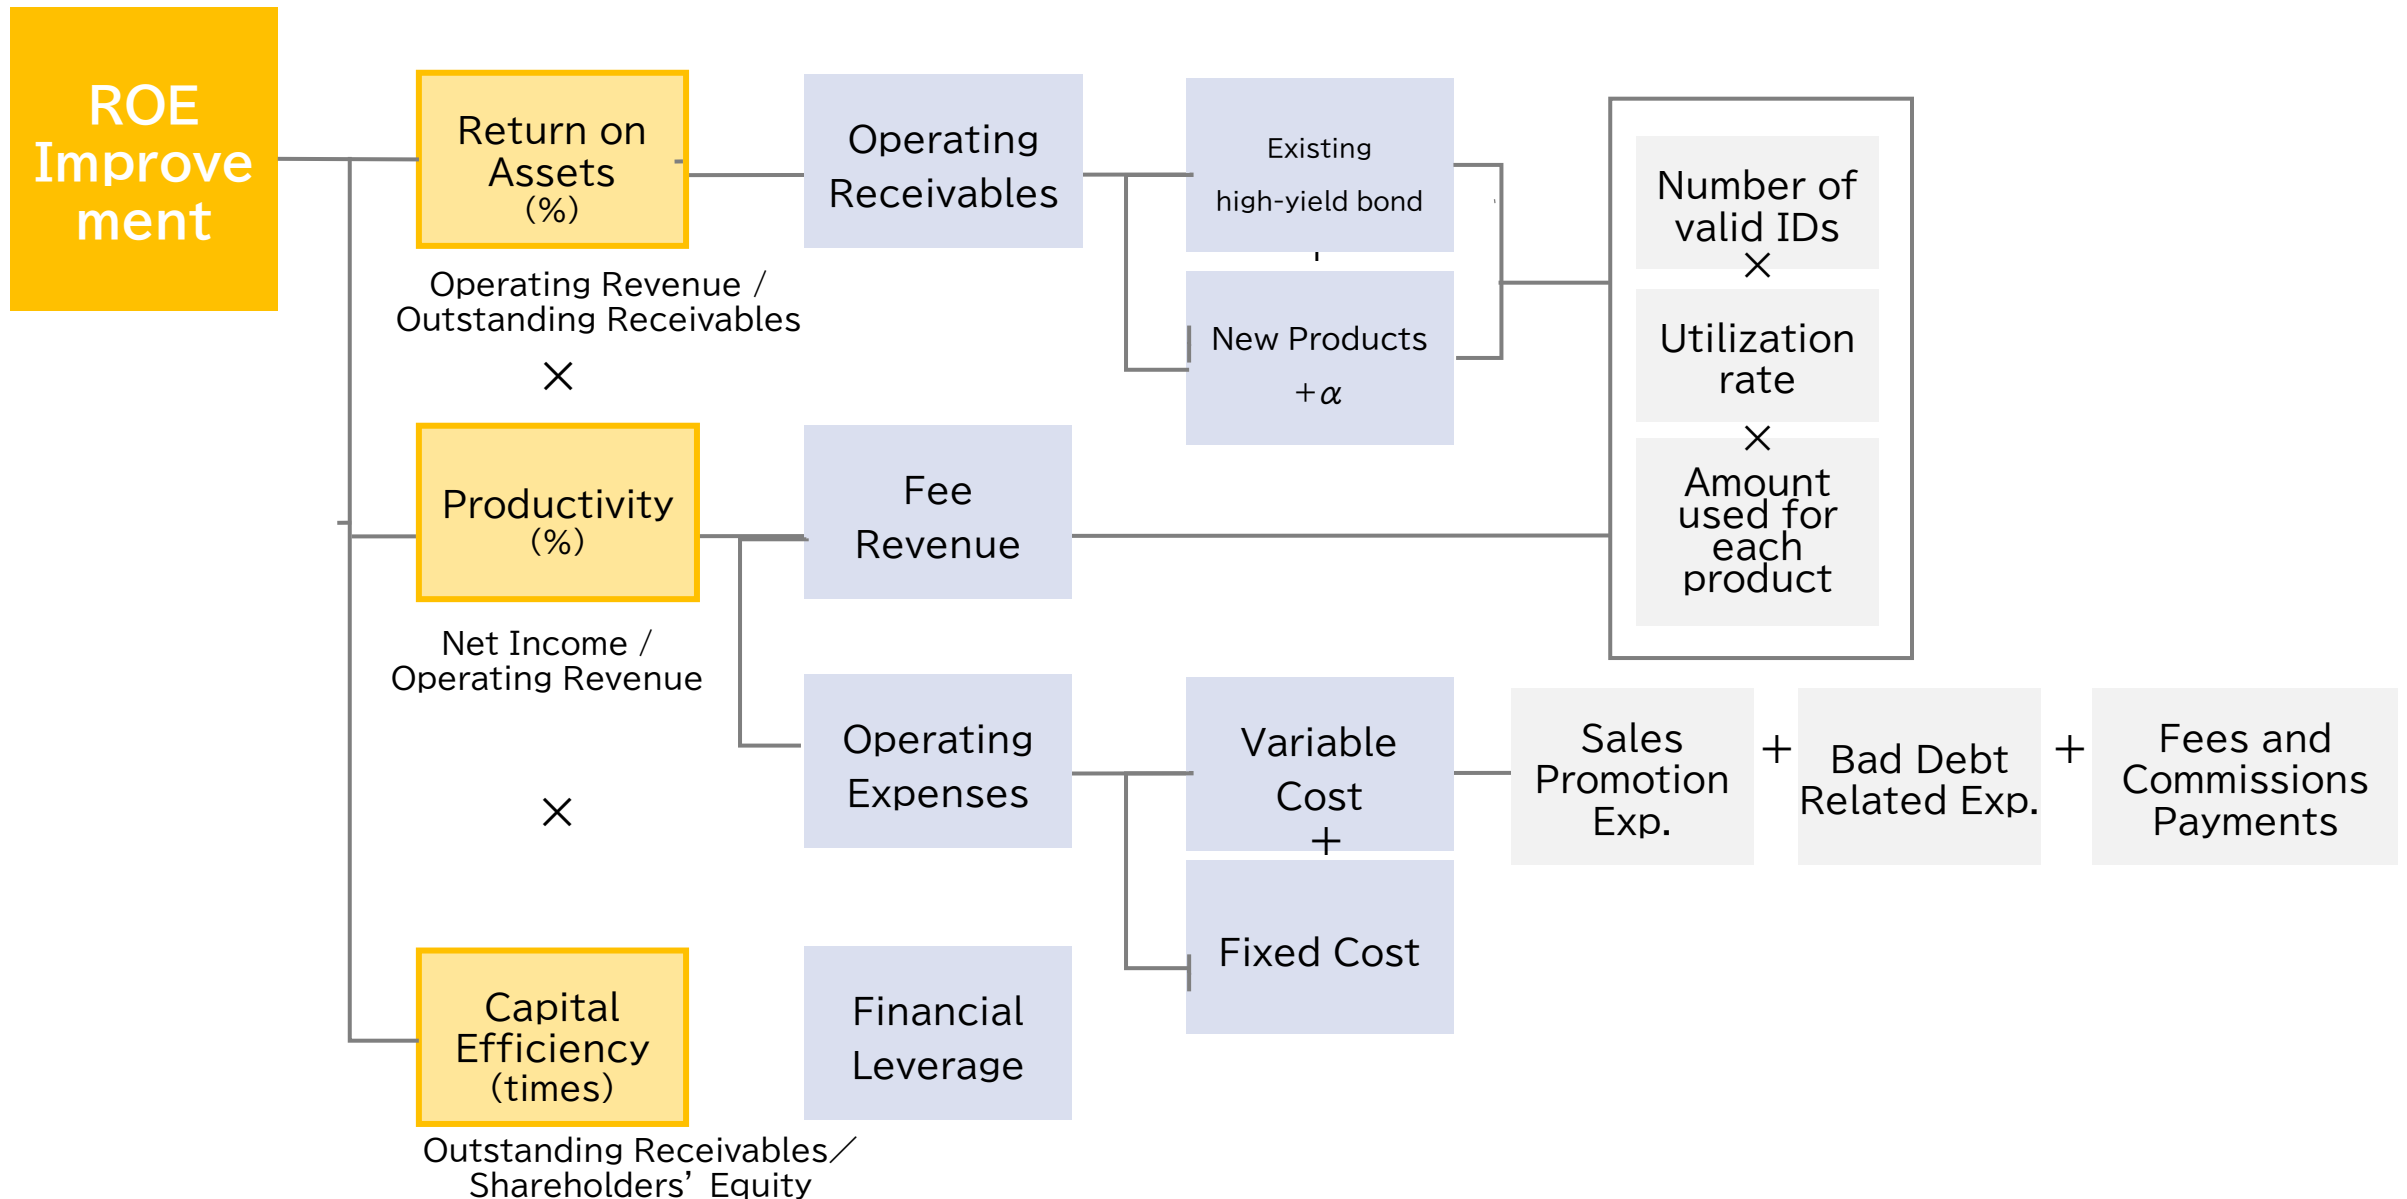 ROE
Improve
ment
Return on
Assets
(%)
Operating Revenue /
Outstanding Receivables
×
Productivity
(%)
Net Income /
Operating Revenue
×
Capital
Efficiency
(times)
Outstanding Receivables／
Shareholders’ Equity
Operating
Receivables
Fee
Revenue
Operating
Expenses
Financial
Leverage
Existing
high-yield bond
New Products
+α
Variable
Cost
+
Fixed Cost
Number of
valid IDs
×
Utilization
rate
×
Amount
used for
each
product
Sales
Promotion
Exp.
+
Bad Debt
Related Exp.
+
Fees and
Commissions
Payments